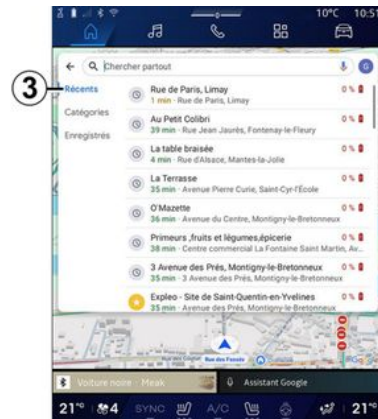 10°C 10:51
Chercher partout
G
3
Récents
Catégories
Enregistrés
Rue de Paris, Limay
0 %
1 min · Rue de Paris, Limay
Au Petit Colibri
0 %
39 min · Rue Jean Jaurès, Fontenay-le-Fleury
La table braisée
0 %
4 min · Rue d'Alsace, Mantes-la-Jolie
La Terrasse
0 %
35 min · Avenue Pierre Curie, Saint-Cyr-l'École
O'Mazette
0 %
36 min · Avenue du Centre, Montigny-le-Bretonneux
Primeurs ,fruits et légumes,épicerie
0 %
38 min · Centre commercial La Fontaine Saint Martin, Av...
3 Avenue des Prés, Montigny-le-Bretonneux
0 %
35 min · 3 Avenue des Prés, Montigny-le-Bretonneux
Expleo - Site de Saint-Quentin-en-Yvelines
0 %
35 min · Avenue des Prés, Montigny-le-Bretonneux
Rue des Fossés
Voiture noire · Meak
Assistant Google
21°° 4 SYNC A/C 21°°